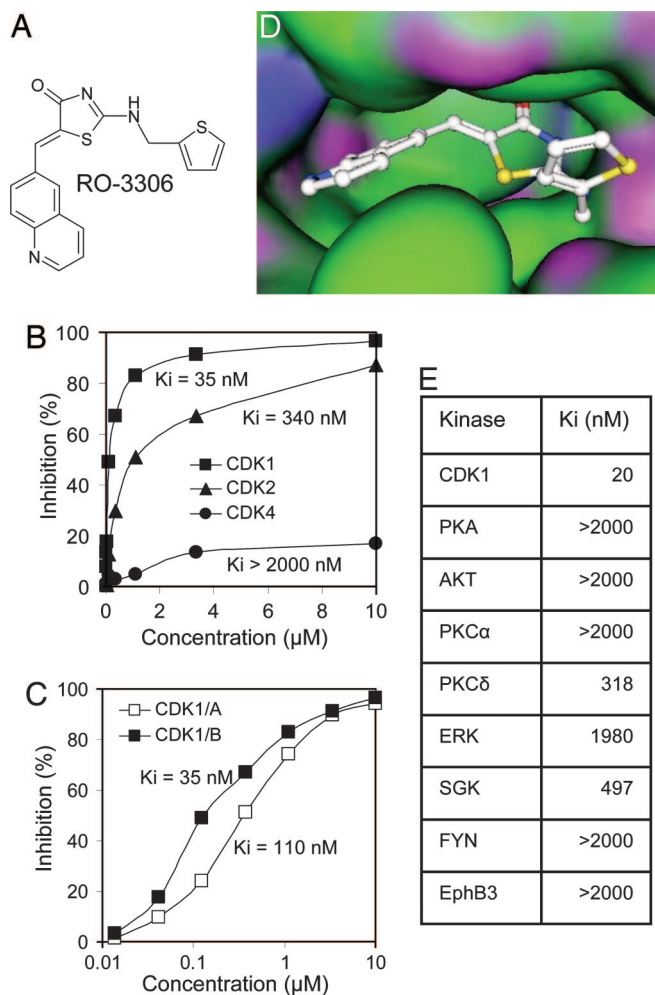 A
O
N
NH
S
S
RO-3306
N
D
B
100
80
60
40
20
0
Inhibition (%)
Ki = 35 nM
Ki = 340 nM
CDK1
CDK2
CDK4
Ki > 2000 nM
0 2 4 6 8 10
Concentration (µM)
C
100
80
60
40
20
0
Inhibition (%)
CDK1/A
CDK1/B
Ki = 35 nM
Ki = 110 nM
0.01 0.1 1 10
Concentration (µM)
E
Kinase Ki (nM)
CDK1 20
PKA >2000
AKT >2000
PKCα >2000
PKCδ 318
ERK 1980
SGK 497
FYN >2000
EphB3 >2000